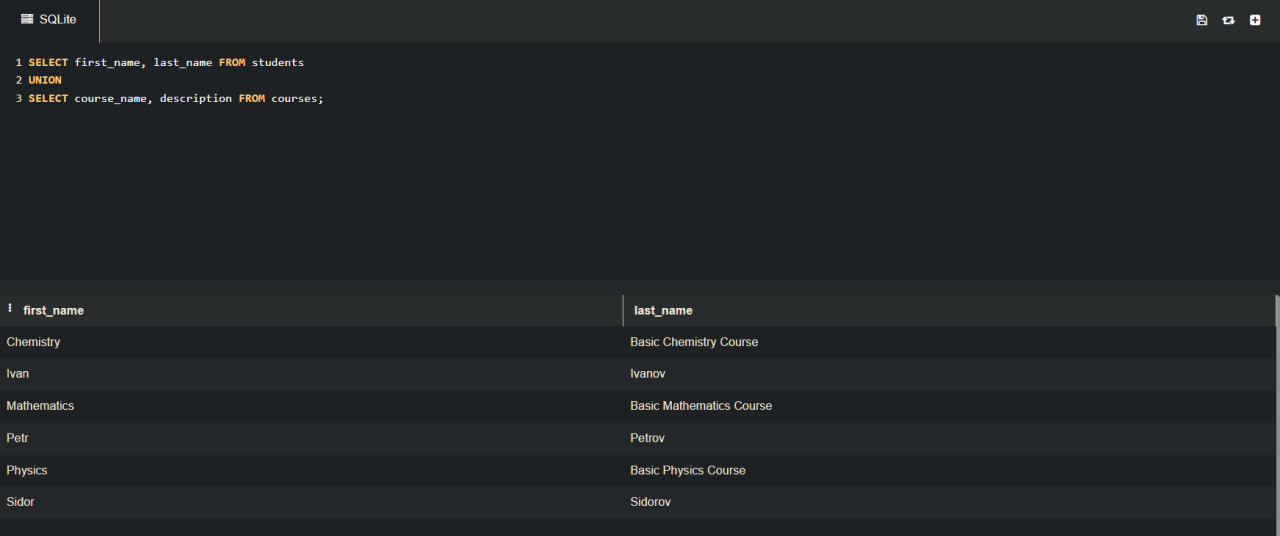 SQLite
1 SELECT first_name, last_name FROM students
2 UNION
3 SELECT course_name, description FROM courses;
first_name last_name
Chemistry Basic Chemistry Course
Ivan Ivanov
Mathematics Basic Mathematics Course
Petr Petrov
Physics Basic Physics Course
Sidor Sidorov